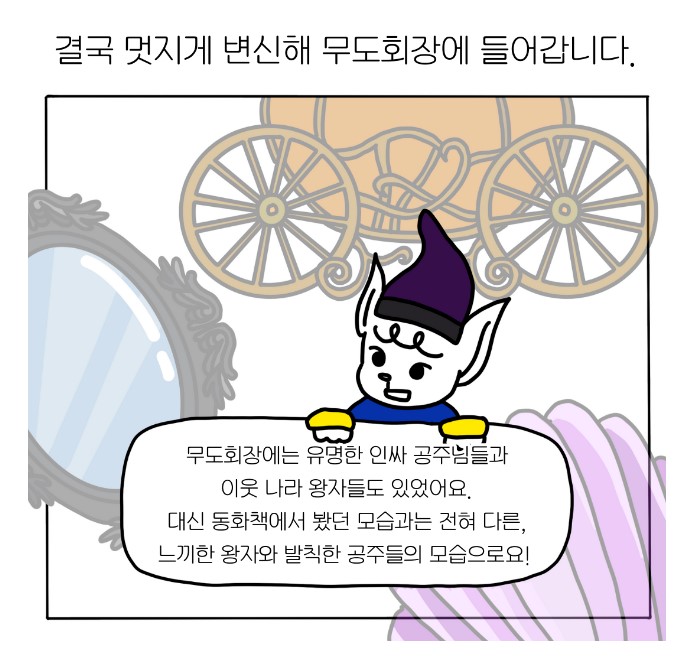 결국 멋지게 변신해 무도회장에 들어갑니다.
무도회장에는 유명한 인싸 공주님들과
이웃 나라 왕자들도 있었어요.
대신 동화책에서 봤던 모습과는 전혀 다른,
느끼한 왕자와 발칙한 공주들의 모습으로요!